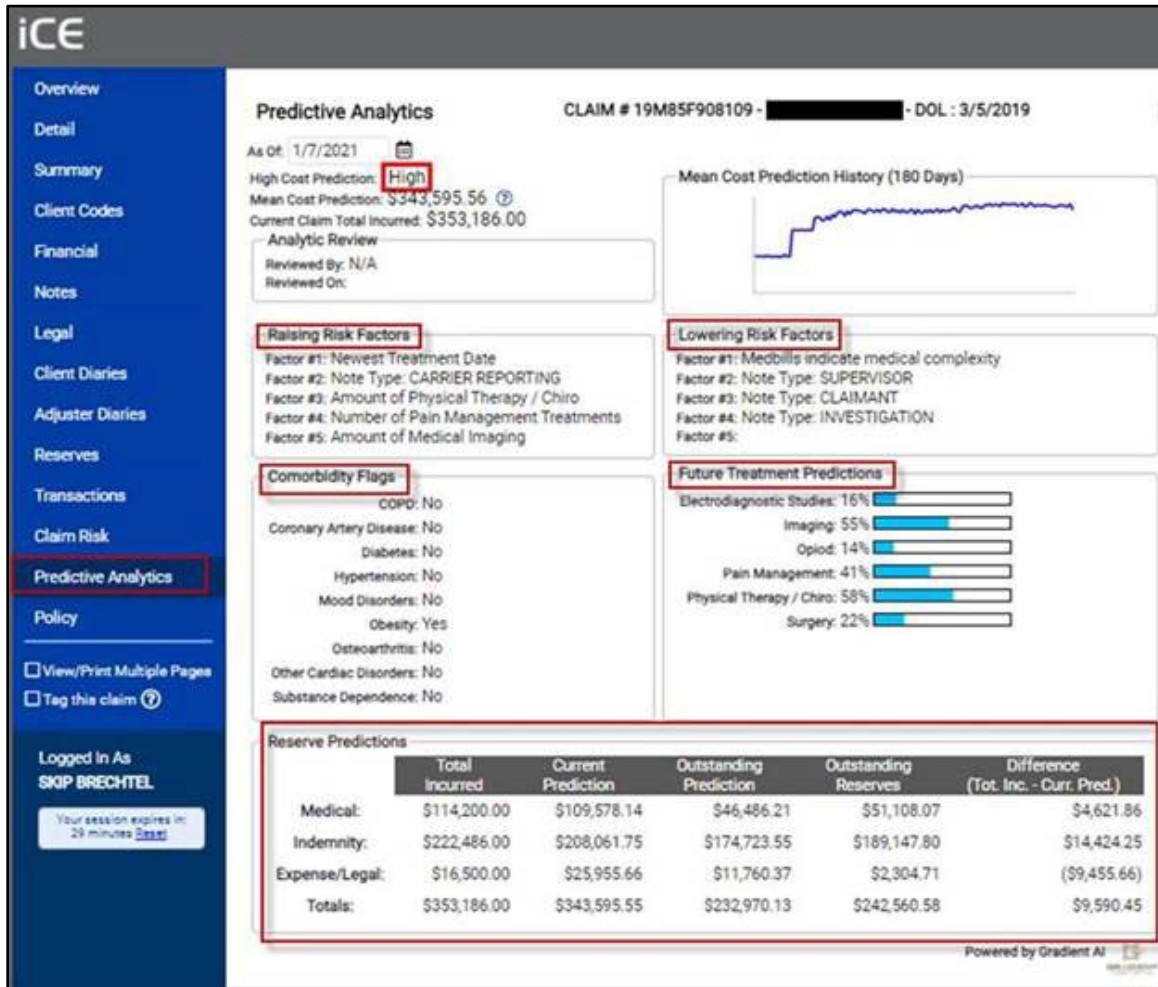 iCE
Overview
Detail
Summary
Client Codes
Financial
Notes
Legal
Client Diaries
Adjuster Diaries
Reserves
Transactions
Claim Risk
Predictive Analytics
Policy
View/Print Multiple Pages
Tag this claim ?
Logged In As
SKIP BRECHTEL
Your session expires in:
29 minutes Reset
Predictive Analytics CLAIM # 19M85F908109 - - DOL : 3/5/2019
As Of: 1/7/2021
High Cost Prediction: High
Mean Cost Prediction: $343,595.56 ?
Current Claim Total Incurred: $353,186.00
Analytic Review
Reviewed By: N/A
Reviewed On:
Mean Cost Prediction History (180 Days)
Raising Risk Factors
Factor #1: Newest Treatment Date
Factor #2: Note Type: CARRIER REPORTING
Factor #3: Amount of Physical Therapy / Chiro
Factor #4: Number of Pain Management Treatments
Factor #5: Amount of Medical Imaging
Lowering Risk Factors
Factor #1: Medbills indicate medical complexity
Factor #2: Note Type: SUPERVISOR
Factor #3: Note Type: CLAIMANT
Factor #4: Note Type: INVESTIGATION
Factor #5:
Comorbidity Flags
COPD: No
Coronary Artery Disease: No
Diabetes: No
Hypertension: No
Mood Disorders: No
Obesity: Yes
Osteoarthritis: No
Other Cardiac Disorders: No
Substance Dependence: No
Future Treatment Predictions
Electrodiagnostic Studies: 16%
Imaging: 55%
Opiod: 14%
Pain Management: 41%
Physical Therapy / Chiro: 58%
Surgery: 22%
Reserve Predictions
Total Incurred Current Prediction Outstanding Prediction Outstanding Reserves Difference (Tot. Inc. - Curr. Pred.)
Medical: $114,200.00 $109,578.14 $46,486.21 $51,108.07 $4,621.86
Indemnity: $222,486.00 $208,061.75 $174,723.55 $189,147.80 $14,424.25
Expense/Legal: $16,500.00 $25,955.66 $11,760.37 $2,304.71 ($9,455.66)
Totals: $353,186.00 $343,595.55 $232,970.13 $242,560.58 $9,590.45
Powered by Gradient AI